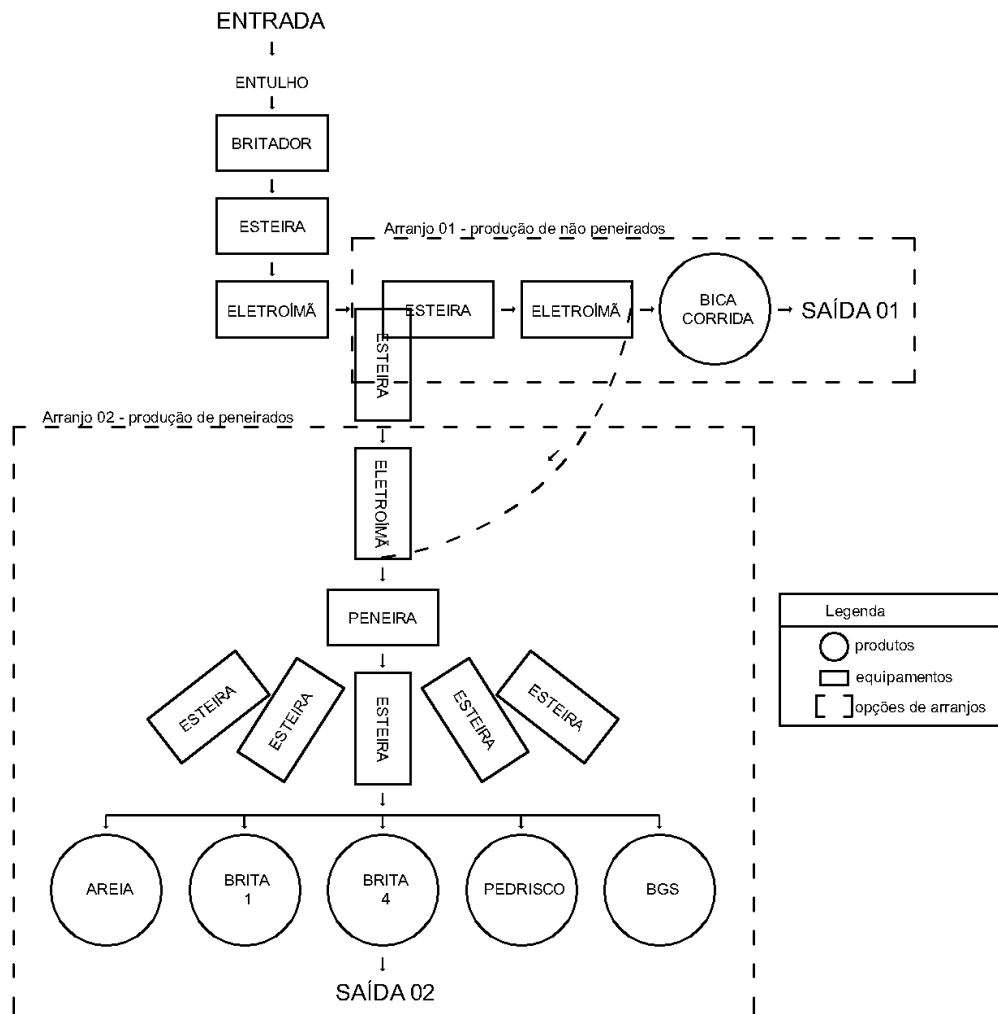 ENTRADA
ENTULHO
BRITADOR
ESTEIRA
Arranjo 01 - produção de não peneirados
ELETROÍMÃ
ESTEIRA
ELETROÍMÃ
BICA
CORRIDA
SAÍDA 01
ESTEIRA
Arranjo 02 - produção de peneirados
ELETROÍMÃ
PENEIRA
ESTEIRA
ESTEIRA
ESTEIRA
ESTEIRA
ESTEIRA
AREIA
BRITA
1
BRITA
4
PEDRISCO
BGS
SAÍDA 02
Legenda
produtos
equipamentos
opções de arranjos